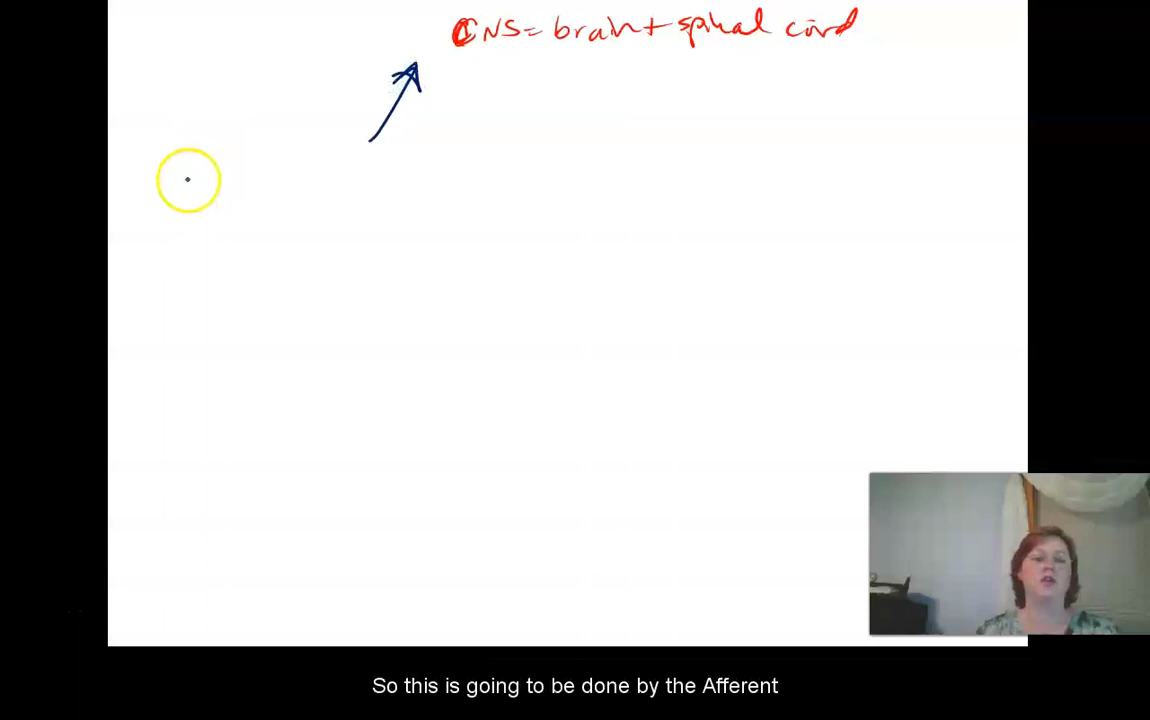 CNS = brain + spinal cord
So this is going to be done by the Afferent